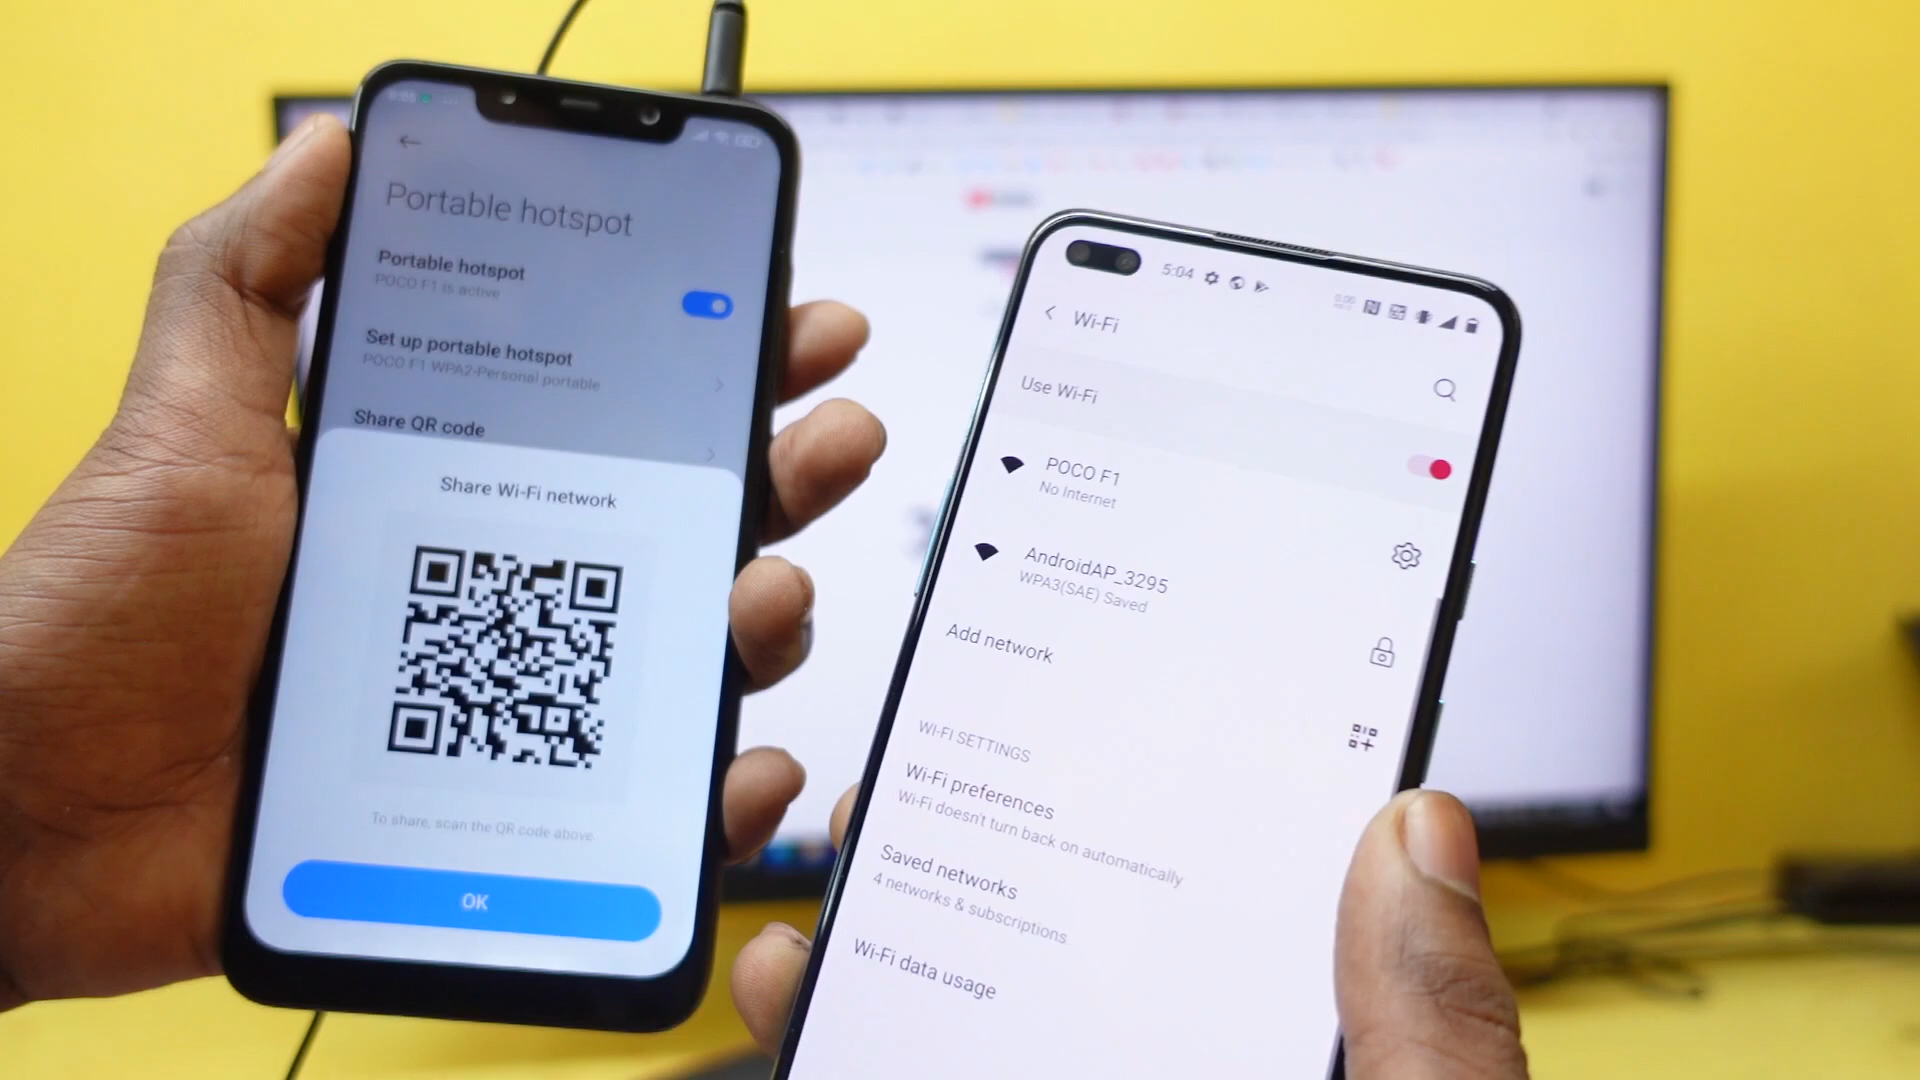 Portable hotspot
Portable hotspot
POCO F1 is active
Set up portable hotspot
POCO F1 WPA2-Personal portable
Share QR code
Share Wi-Fi network
To share, scan the QR code above.
OK
5:04
Wi-Fi
Use Wi-Fi
POCO F1
No Internet
AndroidAP_3295
WPA3(SAE) Saved
Add network
WI-FI SETTINGS
Wi-Fi preferences
Wi-Fi doesn't turn back on automatically
Saved networks
4 networks & subscriptions
Wi-Fi data usage